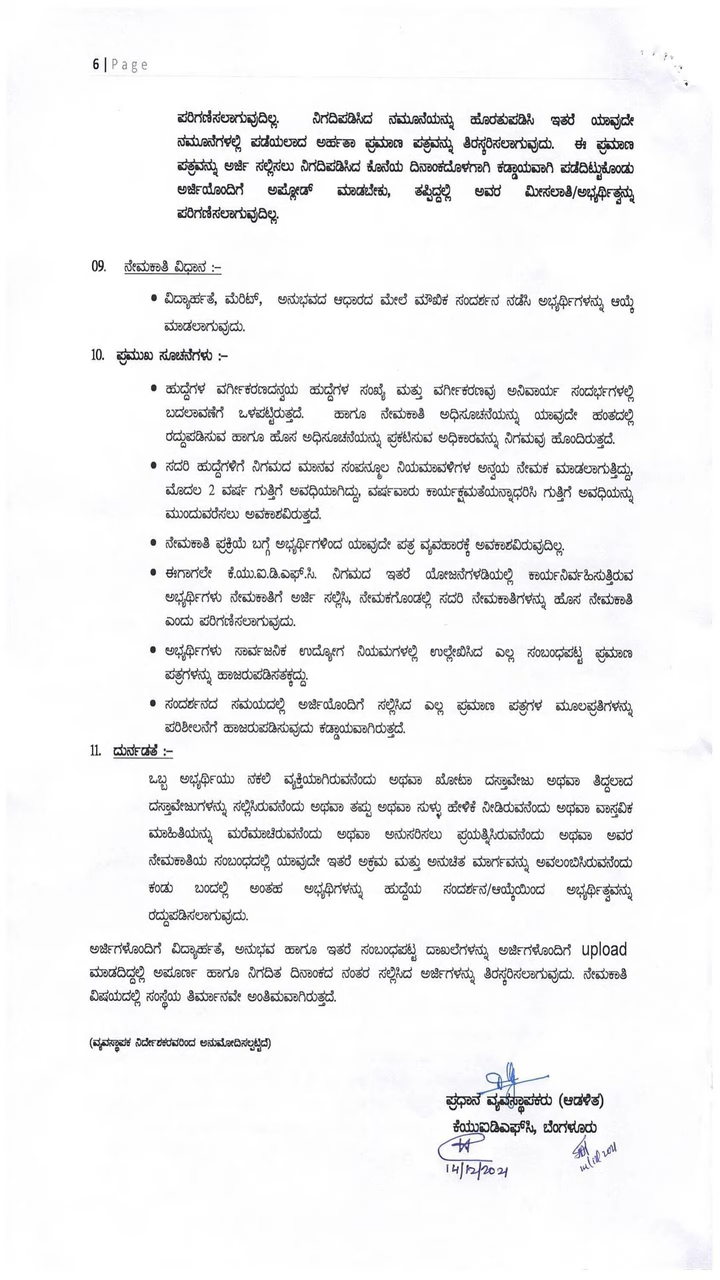 6 | Page
ಪರಿಗಣಿಸಲಾಗುವುದಿಲ್ಲ. ನಿಗದಿಪಡಿಸಿದ ನಮೂನೆಯನ್ನು ಹೊರತುಪಡಿಸಿ ಇತರೆ ಯಾವುದೇ
ನಮೂನೆಗಳಲ್ಲಿ ಪಡೆಯಲಾದ ಅರ್ಹತಾ ಪ್ರಮಾಣ ಪತ್ರವನ್ನು ತಿರಸ್ಕರಿಸಲಾಗುವುದು. ಈ ಪ್ರಮಾಣ
ಪತ್ರವನ್ನು ಅರ್ಜಿ ಸಲ್ಲಿಸಲು ನಿಗದಿಪಡಿಸಿದ ಕೊನೆಯ ದಿನಾಂಕದೊಳಗಾಗಿ ಕಡ್ಡಾಯವಾಗಿ ಪಡೆದಿಟ್ಟುಕೊಂಡು
ಅರ್ಜಿಯೊಂದಿಗೆ ಅಪ್ಲೋಡ್ ಮಾಡಬೇಕು, ತಪ್ಪಿದ್ದಲ್ಲಿ ಅವರ ಮೀಸಲಾತಿ/ಅಭ್ಯರ್ಥಿತ್ವನ್ನು
ಪರಿಗಣಿಸಲಾಗುವುದಿಲ್ಲ.
09. ನೇಮಕಾತಿ ವಿಧಾನ :-
• ವಿದ್ಯಾರ್ಹತೆ, ಮೆರಿಟ್, ಅನುಭವದ ಆಧಾರದ ಮೇಲೆ ಮೌಖಿಕ ಸಂದರ್ಶನ ನಡೆಸಿ ಅಭ್ಯರ್ಥಿಗಳನ್ನು ಆಯ್ಕೆ
ಮಾಡಲಾಗುವುದು.
10. ಪ್ರಮುಖ ಸೂಚನೆಗಳು :-
• ಹುದ್ದೆಗಳ ವರ್ಗೀಕರಣದನ್ವಯ ಹುದ್ದೆಗಳ ಸಂಖ್ಯೆ ಮತ್ತು ವರ್ಗೀಕರಣವು ಅನಿವಾರ್ಯ ಸಂದರ್ಭಗಳಲ್ಲಿ
ಬದಲಾವಣೆಗೆ ಒಳಪಟ್ಟಿರುತ್ತದೆ. ಹಾಗೂ ನೇಮಕಾತಿ ಅಧಿಸೂಚನೆಯನ್ನು ಯಾವುದೇ ಹಂತದಲ್ಲಿ
ರದ್ದುಪಡಿಸುವ ಹಾಗೂ ಹೊಸ ಅಧಿಸೂಚನೆಯನ್ನು ಪ್ರಕಟಿಸುವ ಅಧಿಕಾರವನ್ನು ನಿಗಮವು ಹೊಂದಿರುತ್ತದೆ.
• ಸದರಿ ಹುದ್ದೆಗಳಿಗೆ ನಿಗಮದ ಮಾನವ ಸಂಪನ್ಮೂಲ ನಿಯಮಾವಳಿಗಳ ಅನ್ವಯ ನೇಮಕ ಮಾಡಲಾಗುತ್ತಿದ್ದು,
ಮೊದಲ 2 ವರ್ಷ ಗುತ್ತಿಗೆ ಅವಧಿಯಾಗಿದ್ದು, ವರ್ಷವಾರು ಕಾರ್ಯಕ್ಷಮತೆಯನ್ನಾಧರಿಸಿ ಗುತ್ತಿಗೆ ಅವಧಿಯನ್ನು
ಮುಂದುವರೆಸಲು ಅವಕಾಶವಿರುತ್ತದೆ.
• ನೇಮಕಾತಿ ಪ್ರಕ್ರಿಯೆ ಬಗ್ಗೆ ಅಭ್ಯರ್ಥಿಗಳಿಂದ ಯಾವುದೇ ಪತ್ರ ವ್ಯವಹಾರಕ್ಕೆ ಅವಕಾಶವಿರುವುದಿಲ್ಲ.
• ಈಗಾಗಲೇ ಕೆ.ಯು.ಐ.ಡಿ.ಎಫ್.ಸಿ. ನಿಗಮದ ಇತರೆ ಯೋಜನೆಗಳಡಿಯಲ್ಲಿ ಕಾರ್ಯನಿರ್ವಹಿಸುತ್ತಿರುವ
ಅಭ್ಯರ್ಥಿಗಳು ನೇಮಕಾತಿಗೆ ಅರ್ಜಿ ಸಲ್ಲಿಸಿ, ನೇಮಕಗೊಂಡಲ್ಲಿ ಸದರಿ ನೇಮಕಾತಿಗಳನ್ನು ಹೊಸ ನೇಮಕಾತಿ
ಎಂದು ಪರಿಗಣಿಸಲಾಗುವುದು.
• ಅಭ್ಯರ್ಥಿಗಳು ಸಾರ್ವಜನಿಕ ಉದ್ಯೋಗ ನಿಯಮಗಳಲ್ಲಿ ಉಲ್ಲೇಖಿಸಿದ ಎಲ್ಲ ಸಂಬಂಧಪಟ್ಟ ಪ್ರಮಾಣ
ಪತ್ರಗಳನ್ನು ಹಾಜರುಪಡಿಸತಕ್ಕದ್ದು.
• ಸಂದರ್ಶನದ ಸಮಯದಲ್ಲಿ ಅರ್ಜಿಯೊಂದಿಗೆ ಸಲ್ಲಿಸಿದ ಎಲ್ಲ ಪ್ರಮಾಣ ಪತ್ರಗಳ ಮೂಲಪ್ರತಿಗಳನ್ನು
ಪರಿಶೀಲನೆಗೆ ಹಾಜರುಪಡಿಸುವುದು ಕಡ್ಡಾಯವಾಗಿರುತ್ತದೆ.
11. ದುರ್ನಡತೆ :-
ಒಬ್ಬ ಅಭ್ಯರ್ಥಿಯು ನಕಲಿ ವ್ಯಕ್ತಿಯಾಗಿರುವನೆಂದು ಅಥವಾ ಖೋಟಾ ದಸ್ತಾವೇಜು ಅಥವಾ ತಿದ್ದಲಾದ
ದಸ್ತಾವೇಜುಗಳನ್ನು ಸಲ್ಲಿಸಿರುವನೆಂದು ಅಥವಾ ತಪ್ಪು ಅಥವಾ ಸುಳ್ಳು ಹೇಳಿಕೆ ನೀಡಿರುವನೆಂದು ಅಥವಾ ವಾಸ್ತವಿಕ
ಮಾಹಿತಿಯನ್ನು ಮರೆಮಾಚಿರುವನೆಂದು ಅಥವಾ ಅನುಸರಿಸಲು ಪ್ರಯತ್ನಿಸಿರುವನೆಂದು ಅಥವಾ ಅವರ
ನೇಮಕಾತಿಯ ಸಂಬಂಧದಲ್ಲಿ ಯಾವುದೇ ಇತರೆ ಅಕ್ರಮ ಮತ್ತು ಅನುಚಿತ ಮಾರ್ಗವನ್ನು ಅವಲಂಬಿಸಿರುವನೆಂದು
ಕಂಡು ಬಂದಲ್ಲಿ ಅಂತಹ ಅಭ್ಯರ್ಥಿಗಳನ್ನು ಹುದ್ದೆಯ ಸಂದರ್ಶನ/ಆಯ್ಕೆಯಿಂದ ಅಭ್ಯರ್ಥಿತ್ವವನ್ನು
ರದ್ದುಪಡಿಸಲಾಗುವುದು.
ಅರ್ಜಿಗಳೊಂದಿಗೆ ವಿದ್ಯಾರ್ಹತೆ, ಅನುಭವ ಹಾಗೂ ಇತರೆ ಸಂಬಂಧಪಟ್ಟ ದಾಖಲೆಗಳನ್ನು ಅರ್ಜಿಗಳೊಂದಿಗೆ upload
ಮಾಡದಿದ್ದಲ್ಲಿ ಅಪೂರ್ಣ ಹಾಗೂ ನಿಗದಿತ ದಿನಾಂಕದ ನಂತರ ಸಲ್ಲಿಸಿದ ಅರ್ಜಿಗಳನ್ನು ತಿರಸ್ಕರಿಸಲಾಗುವುದು. ನೇಮಕಾತಿ
ವಿಷಯದಲ್ಲಿ ಸಂಸ್ಥೆಯ ತಿರ್ಮಾನವೇ ಅಂತಿಮವಾಗಿರುತ್ತದೆ.
(ವ್ಯವಸ್ಥಾಪಕ ನಿರ್ದೇಶಕರವರಿಂದ ಅನುಮೋದಿಸಲ್ಪಟ್ಟಿದೆ)
ಪ್ರಧಾನ ವ್ಯವಸ್ಥಾಪಕರು (ಆಡಳಿತ)
ಕೆಯುಐಡಿಎಫ್‌ಸಿ, ಬೆಂಗಳೂರು
14/12/2021